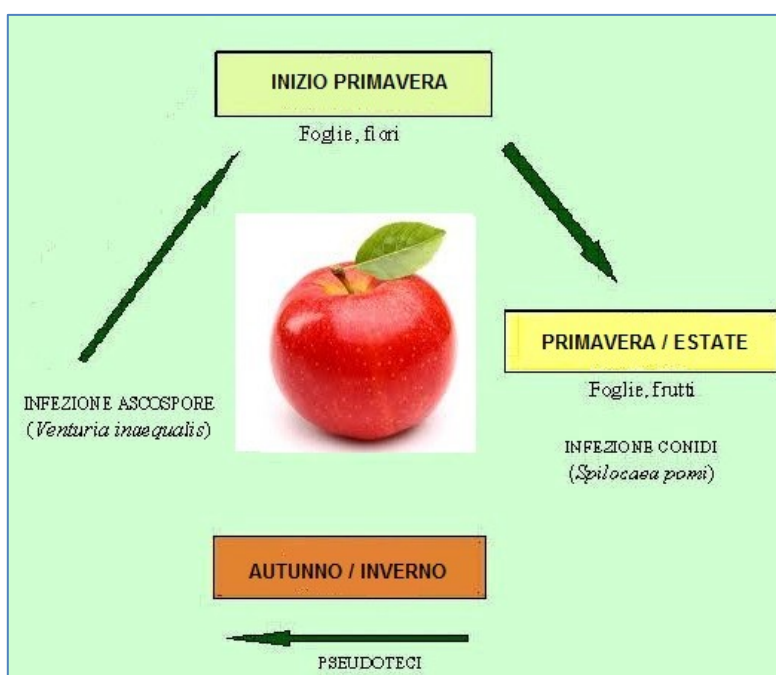 INIZIO PRIMAVERA
Foglie, fiori
PRIMAVERA / ESTATE
Foglie, frutti
INFEZIONE ASCOSPORE
(Venturia inaequalis)
INFEZIONE CONIDI
(Spilocaea pomi)
AUTUNNO / INVERNO
PSEUDOTECI